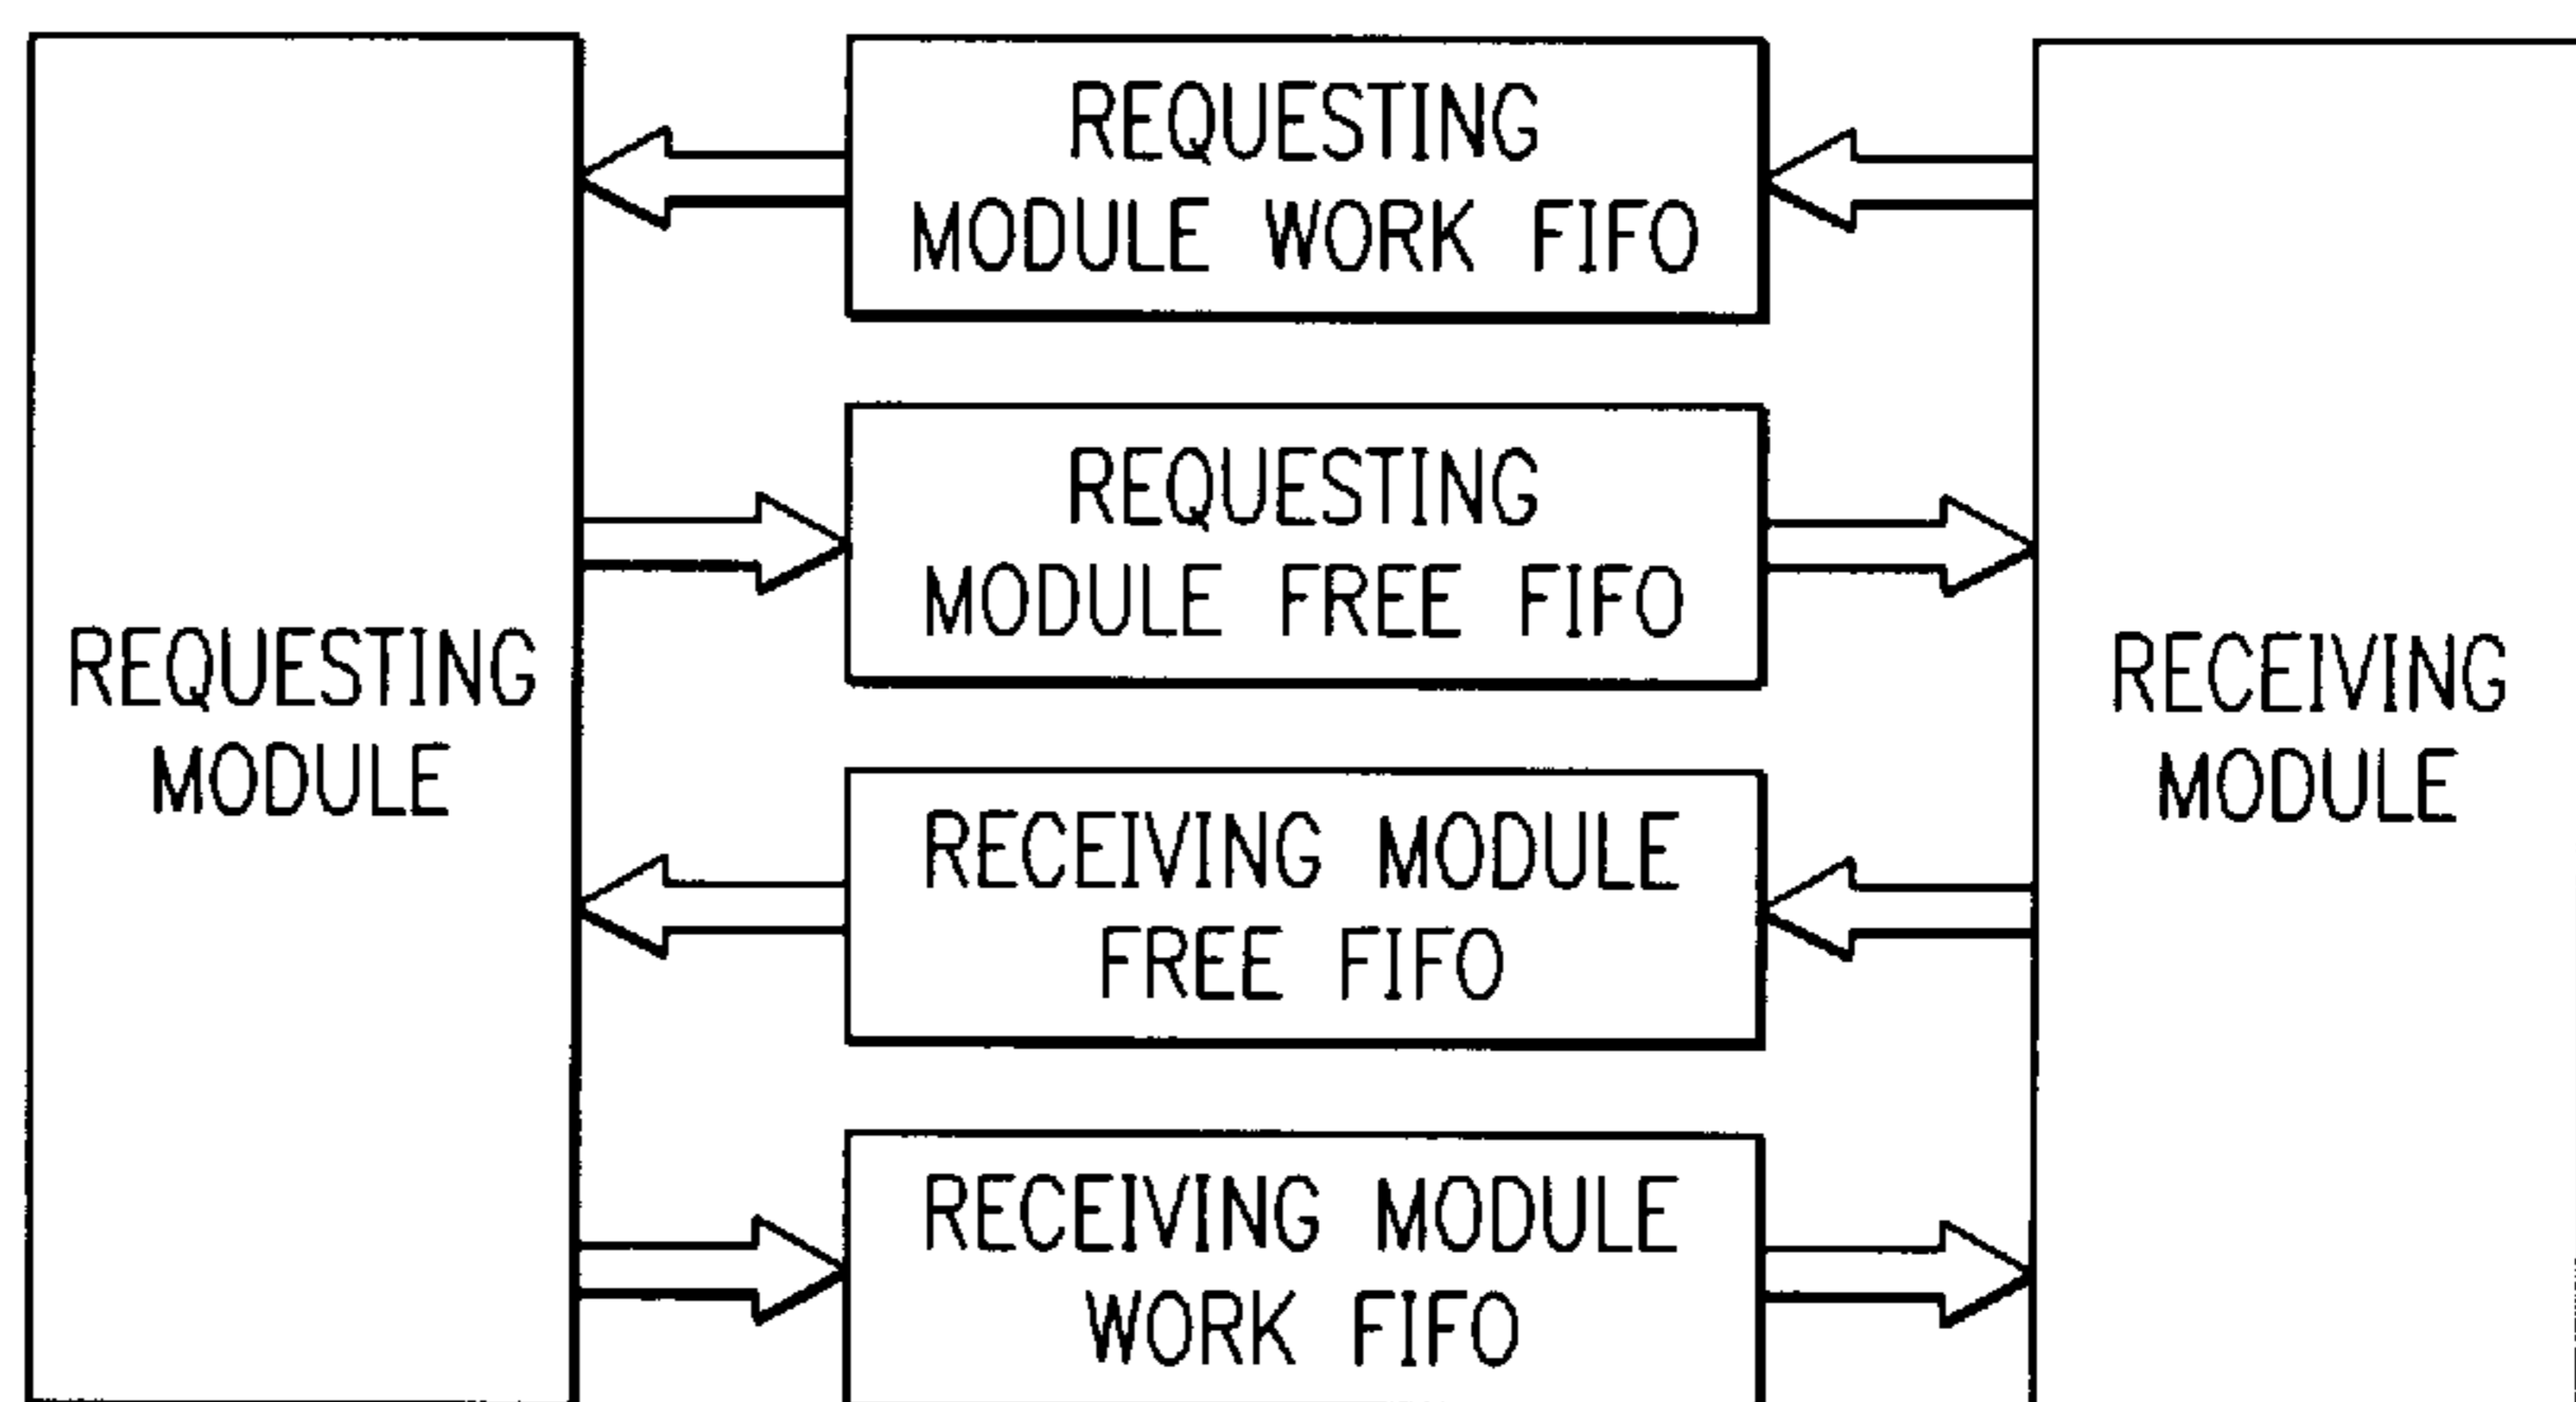 REQUESTING
MODULE WORK FIFO
REQUESTING
MODULE FREE FIFO
REQUESTING
MODULE
RECEIVING
MODULE
RECEIVING MODULE
FREE FIFO
RECEIVING MODULE
WORK FIFO